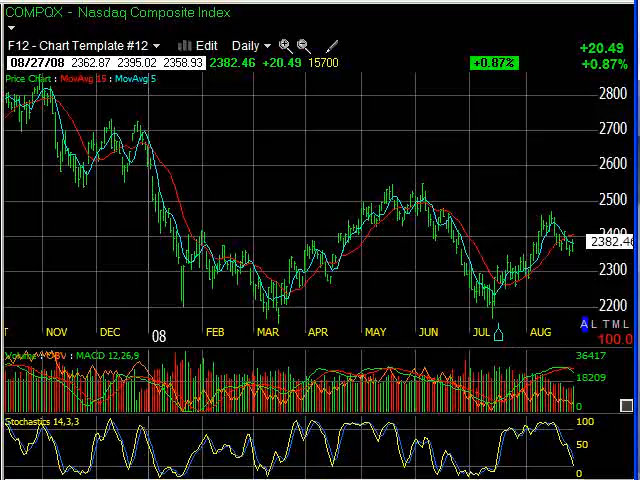 COMPQX - Nasdaq Composite Index
F12 - Chart Template #12 Edit Daily
+20.49
08/27/08 2362.87 2395.02 2358.93 2382.46 +20.49 15700 +0.87% +0.87%
Price Chart : MovAvg 15 : MovAvg 5
2800
2700
2600
2500
2400
2382.46
2300
2200
NOV DEC 08 FEB MAR APR MAY JUN JUL AUG
A L T M L
100.0
Volume : OBV : MACD 12,26,9
36417
18209
0
Stochastics 14,3,3
100
50
0